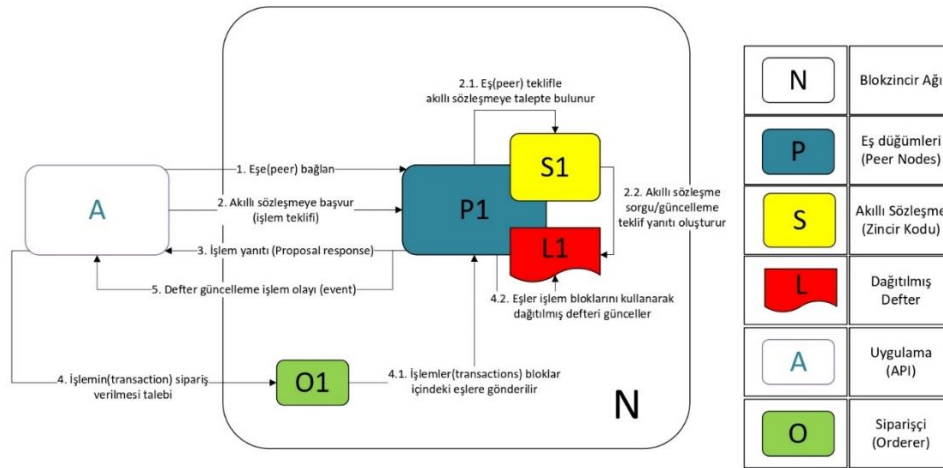 2.1. Eş(peer) teklifle
akıllı sözleşmeye talepte bulunur
1. Eşe(peer) bağlan
2. Akıllı sözleşmeye başvur
(işlem teklifi)
3. İşlem yanıtı (Proposal response)
5. Defter güncelleme işlem olayı (event)
A
P1
S1
L1
2.2. Akıllı sözleşme
sorgu/güncelleme
teklif yanıtı oluşturur
4.2. Eşler işlem bloklarını kullanarak
dağıtılmış defteri günceller
4. İşlemin(transaction) sipariş
verilmesi talebi
O1
4.1. İşlemler(transactions) bloklar
içindeki eşlere gönderilir
N
N
Blokzincir Ağı
P
Eş düğümleri
(Peer Nodes)
S
Akıllı Sözleşme
(Zincir Kodu)
L
Dağıtılmış
Defter
A
Uygulama
(API)
O
Siparişçi
(Orderer)